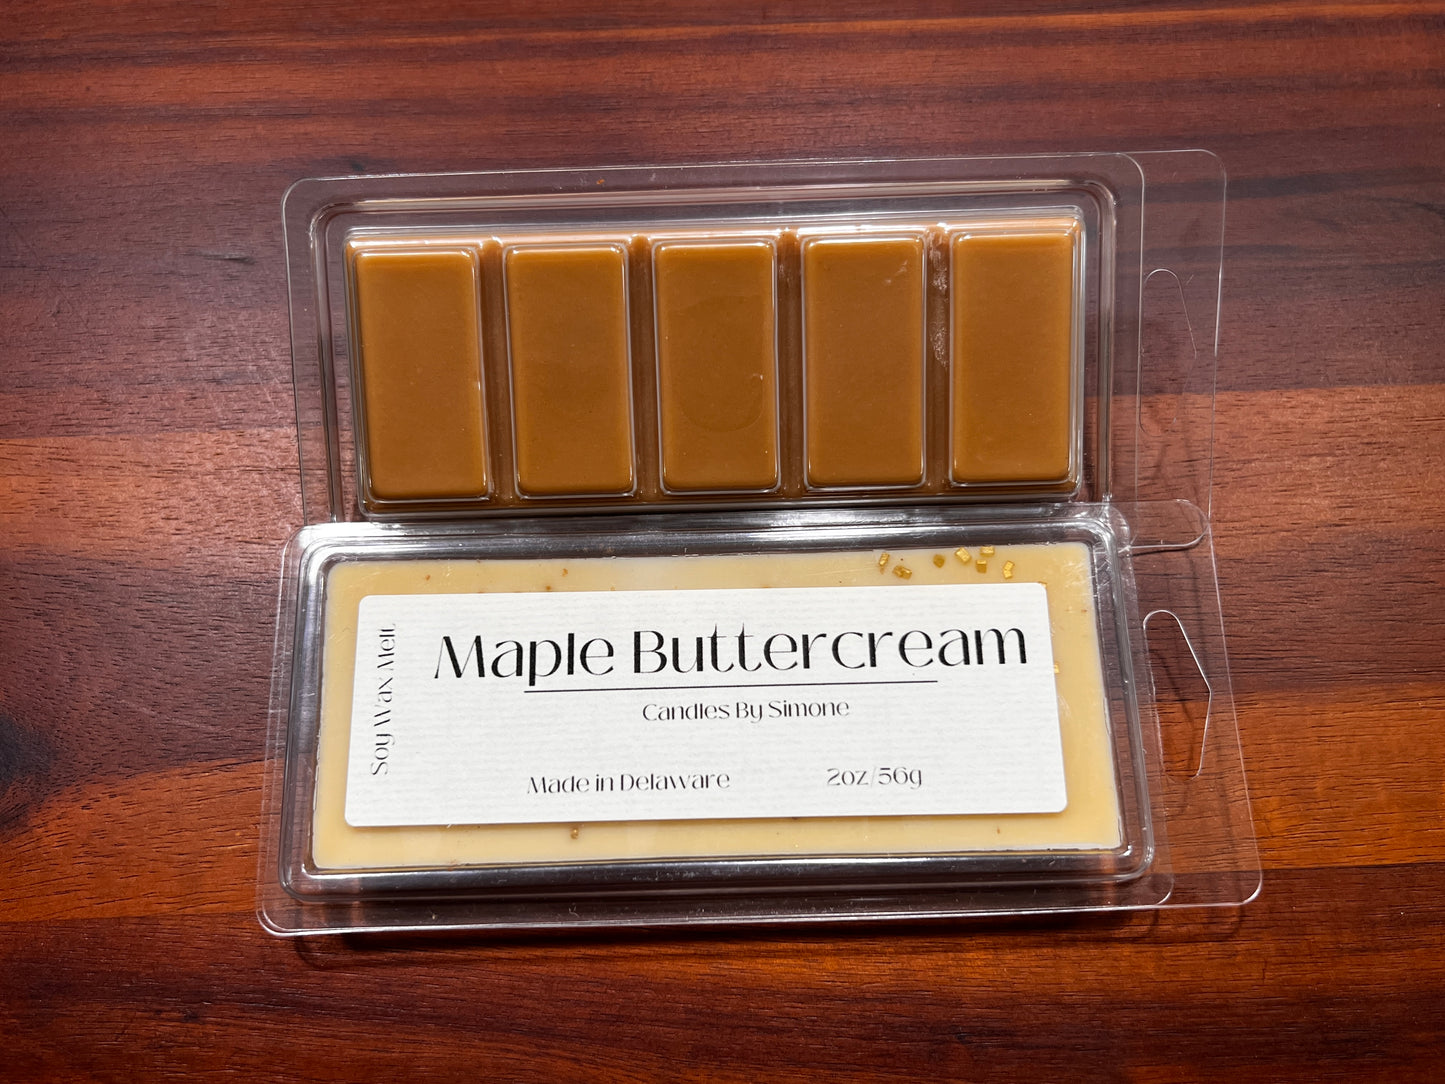 Soy Wax Melt
Maple Buttercream
Candles By Simone
Made in Delaware 2oz/56g